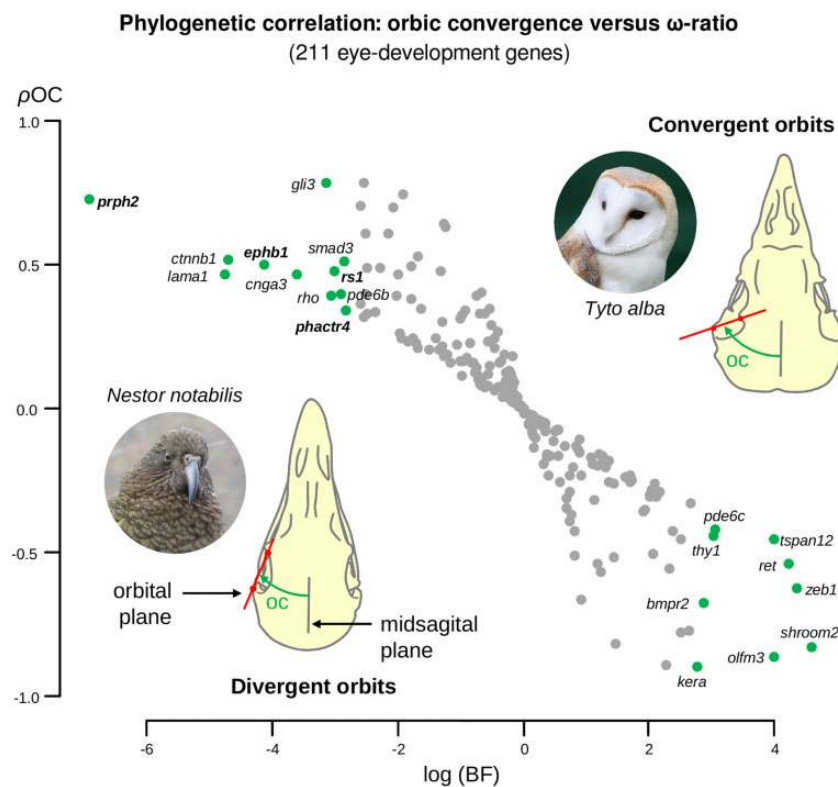 Phylogenetic correlation: orbic convergence versus ω-ratio
(211 eye-development genes)
ρOC
1.0
0.5
0.0
-0.5
-1.0
Convergent orbits
Tyto alba
OC
gli3
prph2
ctnnb1
ephb1
smad3
lama1
cnga3
rs1
rho
pde6b
phactr4
Nestor notabilis
orbital
plane
OC
midsagital
plane
Divergent orbits
pde6c
thy1
tspan12
ret
zeb1
bmpr2
shroom2
olfm3
kera
-6
-4
-2
0
2
4
log (BF)